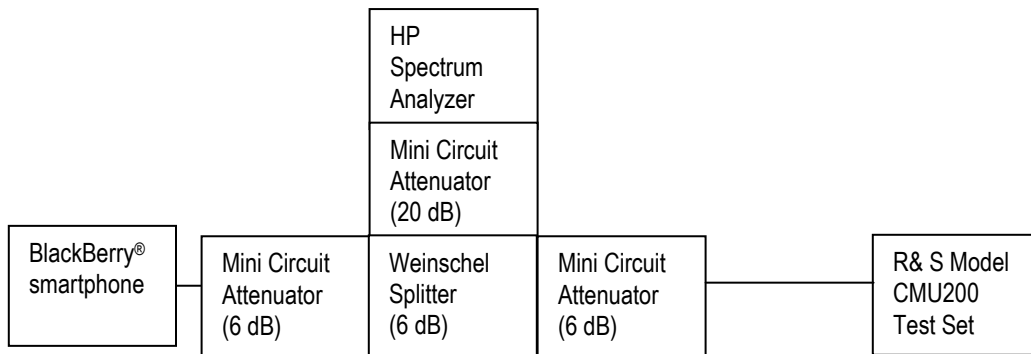 HP
Spectrum
Analyzer
Mini Circuit
Attenuator
(20 dB)
BlackBerry®
smartphone
Mini Circuit
Attenuator
(6 dB)
Weinschel
Splitter
(6 dB)
Mini Circuit
Attenuator
(6 dB)
R& S Model
CMU200
Test Set